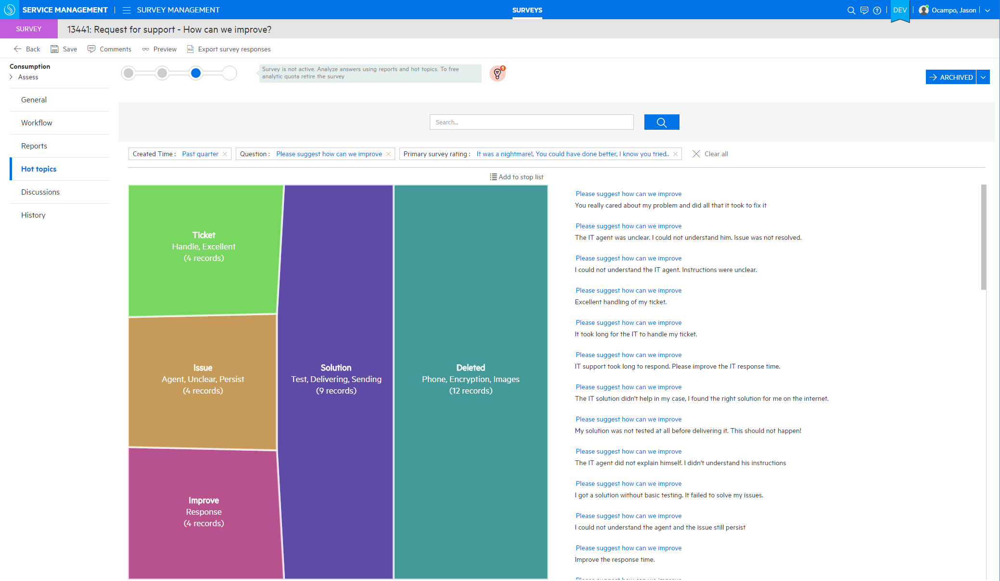 SERVICE MANAGEMENT | SURVEY MANAGEMENT SURVEYS DEV Ocampo, Jason
SURVEY 13441: Request for support - How can we improve?
Back Save Comments Preview XLS Export survey responses
Consumption
> Assess
Survey is not active. Analyze answers using reports and hot topics. To free
analytic quota retire the survey
1
ARCHIVED
General
Workflow
Reports
Hot topics
Discussions
History
Search...
Created Time : Past quarter Question : Please suggest how can we improve Primary survey rating : It was a nightmare!, You could have done better, I know you tried.. Clear all
Add to stop list
Ticket
Handle, Excellent
(4 records)
Issue
Agent, Unclear, Persist
(4 records)
Improve
Response
(4 records)
Solution
Test, Delivering, Sending
(9 records)
Deleted
Phone, Encryption, Images
(12 records)
Please suggest how can we improve
You really cared about my problem and did all that it took to fix it
Please suggest how can we improve
The IT agent was unclear. I could not understand him. Issue was not resolved.
Please suggest how can we improve
I could not understand the IT agent. Instructions were unclear.
Please suggest how can we improve
Excellent handling of my ticket.
Please suggest how can we improve
It took long for the IT to handle my ticket.
Please suggest how can we improve
IT support took long to respond. Please improve the IT response time.
Please suggest how can we improve
The IT solution didn't help in my case, I found the right solution for me on the internet.
Please suggest how can we improve
My solution was not tested at all before delivering it. This should not happen!
Please suggest how can we improve
The IT agent did not explain himself. I didn't understand his instructions
Please suggest how can we improve
I got a solution without basic testing. It failed to solve my issues.
Please suggest how can we improve
I could not understand the agent and the issue still persist
Please suggest how can we improve
Improve the response time.